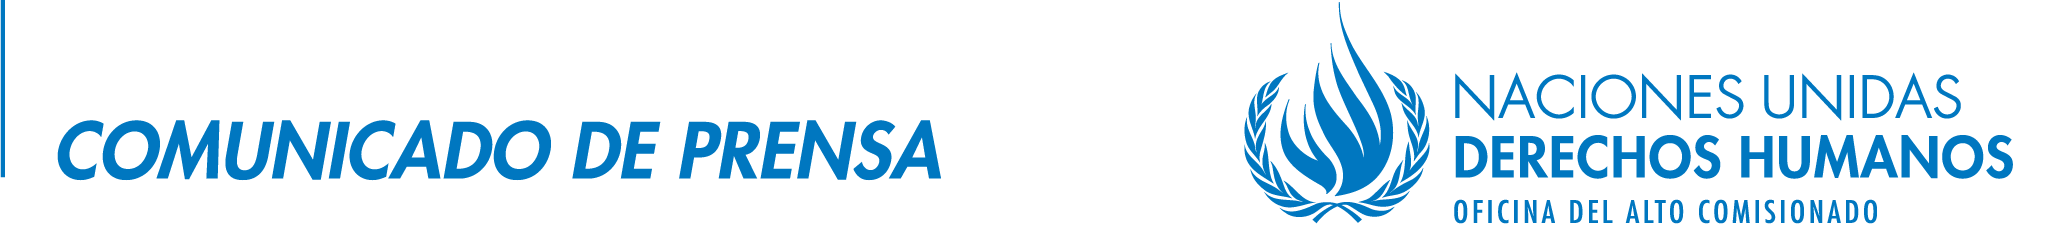 COMUNICADO DE PRENSA
NACIONES UNIDAS
DERECHOS HUMANOS
OFICINA DEL ALTO COMISIONADO